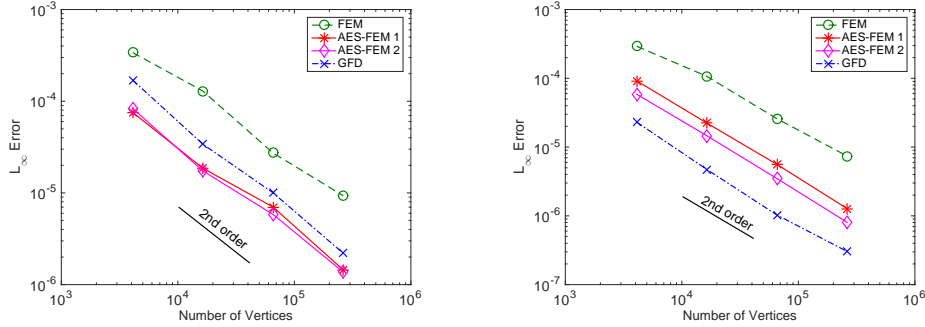 10^-3
10^-4
10^-5
10^-6
L∞ Error
10^3
10^4
10^5
10^6
Number of Vertices
2nd order
FEM
AES-FEM 1
AES-FEM 2
GFD
10^-3
10^-4
10^-5
10^-6
10^-7
L∞ Error
10^3
10^4
10^5
10^6
Number of Vertices
2nd order
FEM
AES-FEM 1
AES-FEM 2
GFD